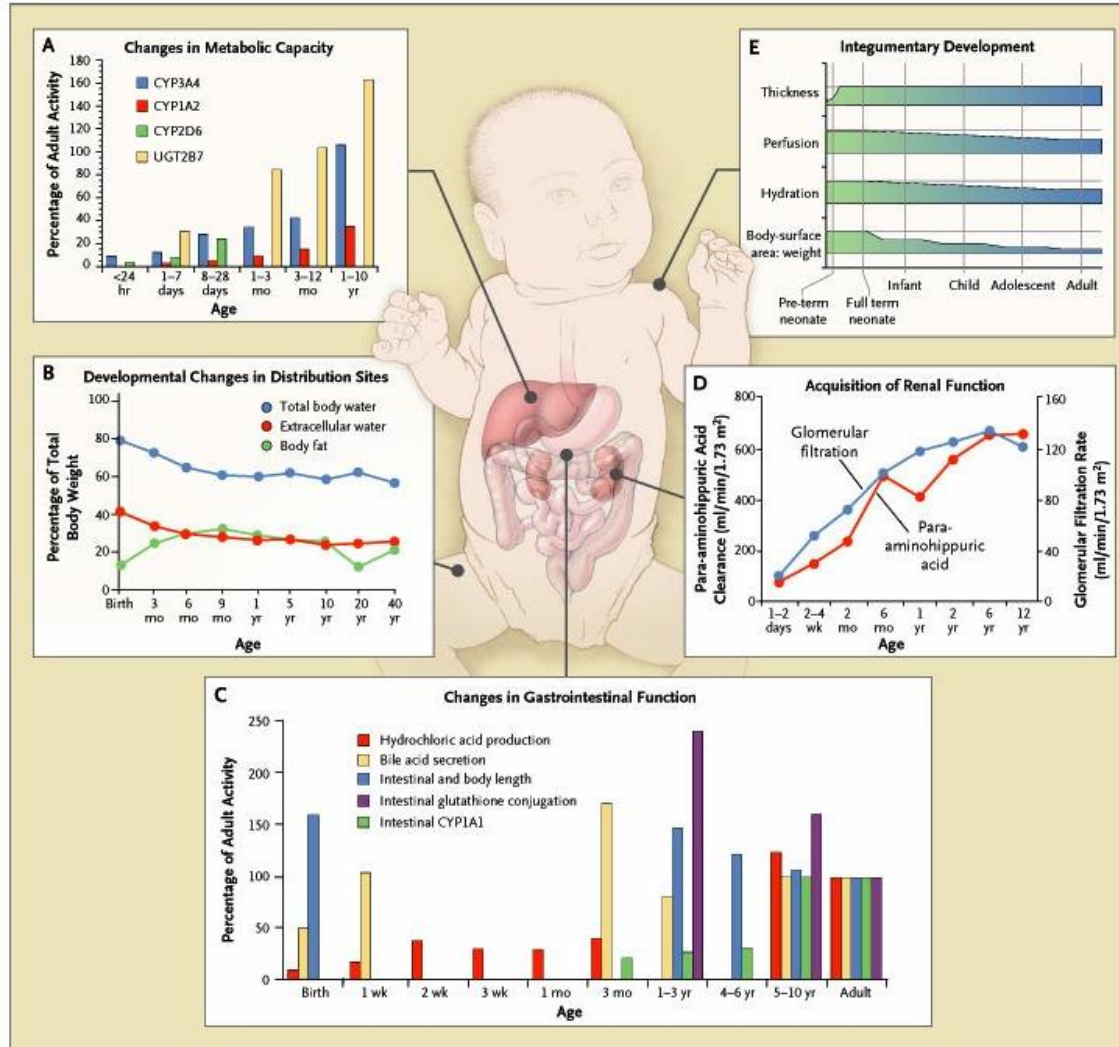 A
Changes in Metabolic Capacity
Percentage of Adult Activity
180
160
140
120
100
80
60
40
20
0
CYP3A4
CYP1A2
CYP2D6
UGT2B7
<24 hr
1–7 days
8–28 days
1–3 mo
3–12 mo
1–10 yr
Age
E
Integumentary Development
Thickness
Perfusion
Hydration
Body-surface
area: weight
Pre-term
neonate
Full term
neonate
Infant
Child
Adolescent
Adult
B
Developmental Changes in Distribution Sites
Percentage of Total
Body Weight
100
80
60
40
20
0
Total body water
Extracellular water
Body fat
Birth
3 mo
6 mo
9 mo
1 yr
5 yr
10 yr
20 yr
40 yr
Age
D
Acquisition of Renal Function
Para-aminohippuric Acid
Clearance (ml/min/1.73 m²)
800
600
400
200
0
Glomerular
filtration
Para-
aminohippuric
acid
160
120
80
40
0
Glomerular Filtration Rate
(ml/min/1.73 m²)
1–2 days
2–4 wk
2 mo
6 mo
1 yr
2 yr
6 yr
12 yr
Age
C
Changes in Gastrointestinal Function
Percentage of Adult Activity
250
200
150
100
50
0
Hydrochloric acid production
Bile acid secretion
Intestinal and body length
Intestinal glutathione conjugation
Intestinal CYP1A1
Birth
1 wk
2 wk
3 wk
1 mo
3 mo
1–3 yr
4–6 yr
5–10 yr
Adult
Age